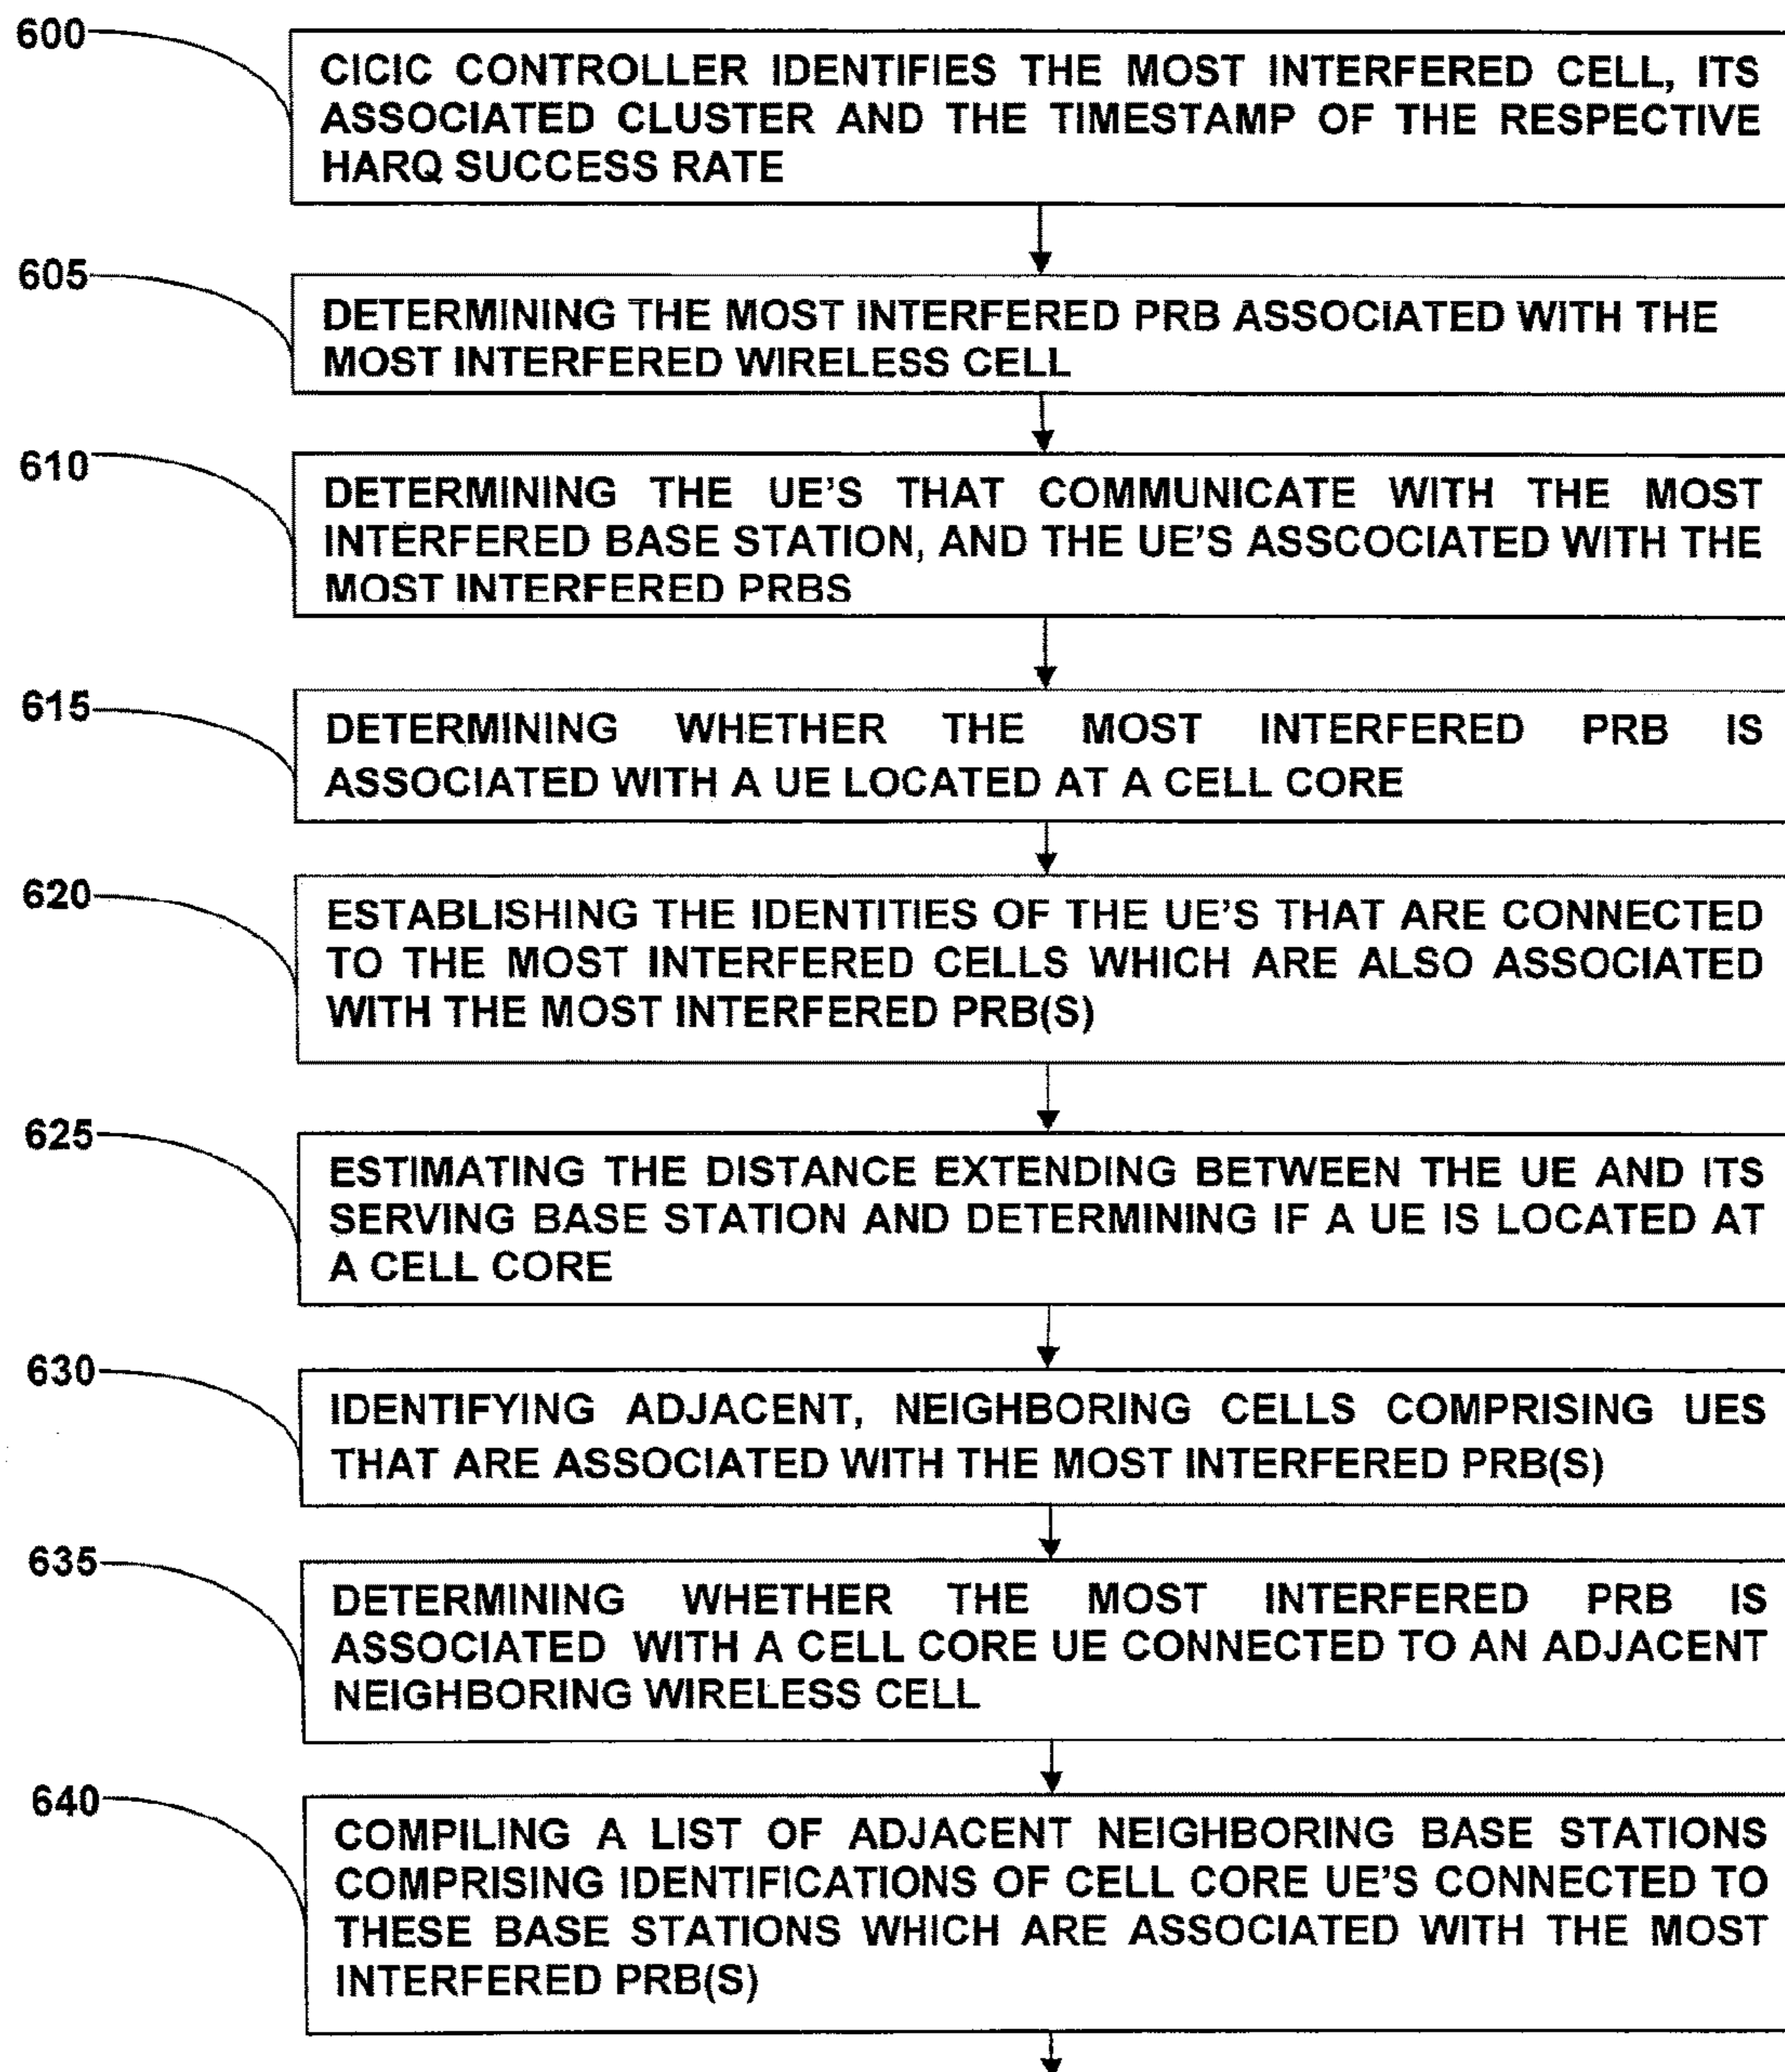 600
CICIC CONTROLLER IDENTIFIES THE MOST INTERFERED CELL, ITS
ASSOCIATED CLUSTER AND THE TIMESTAMP OF THE RESPECTIVE
HARQ SUCCESS RATE
605
DETERMINING THE MOST INTERFERED PRB ASSOCIATED WITH THE
MOST INTERFERED WIRELESS CELL
610
DETERMINING THE UE'S THAT COMMUNICATE WITH THE MOST
INTERFERED BASE STATION, AND THE UE'S ASSCOCIATED WITH THE
MOST INTERFERED PRBS
615
DETERMINING WHETHER THE MOST INTERFERED PRB IS
ASSOCIATED WITH A UE LOCATED AT A CELL CORE
620
ESTABLISHING THE IDENTITIES OF THE UE'S THAT ARE CONNECTED
TO THE MOST INTERFERED CELLS WHICH ARE ALSO ASSOCIATED
WITH THE MOST INTERFERED PRB(S)
625
ESTIMATING THE DISTANCE EXTENDING BETWEEN THE UE AND ITS
SERVING BASE STATION AND DETERMINING IF A UE IS LOCATED AT
A CELL CORE
630
IDENTIFYING ADJACENT, NEIGHBORING CELLS COMPRISING UES
THAT ARE ASSOCIATED WITH THE MOST INTERFERED PRB(S)
635
DETERMINING WHETHER THE MOST INTERFERED PRB IS
ASSOCIATED WITH A CELL CORE UE CONNECTED TO AN ADJACENT
NEIGHBORING WIRELESS CELL
640
COMPILING A LIST OF ADJACENT NEIGHBORING BASE STATIONS
COMPRISING IDENTIFICATIONS OF CELL CORE UE'S CONNECTED TO
THESE BASE STATIONS WHICH ARE ASSOCIATED WITH THE MOST
INTERFERED PRB(S)